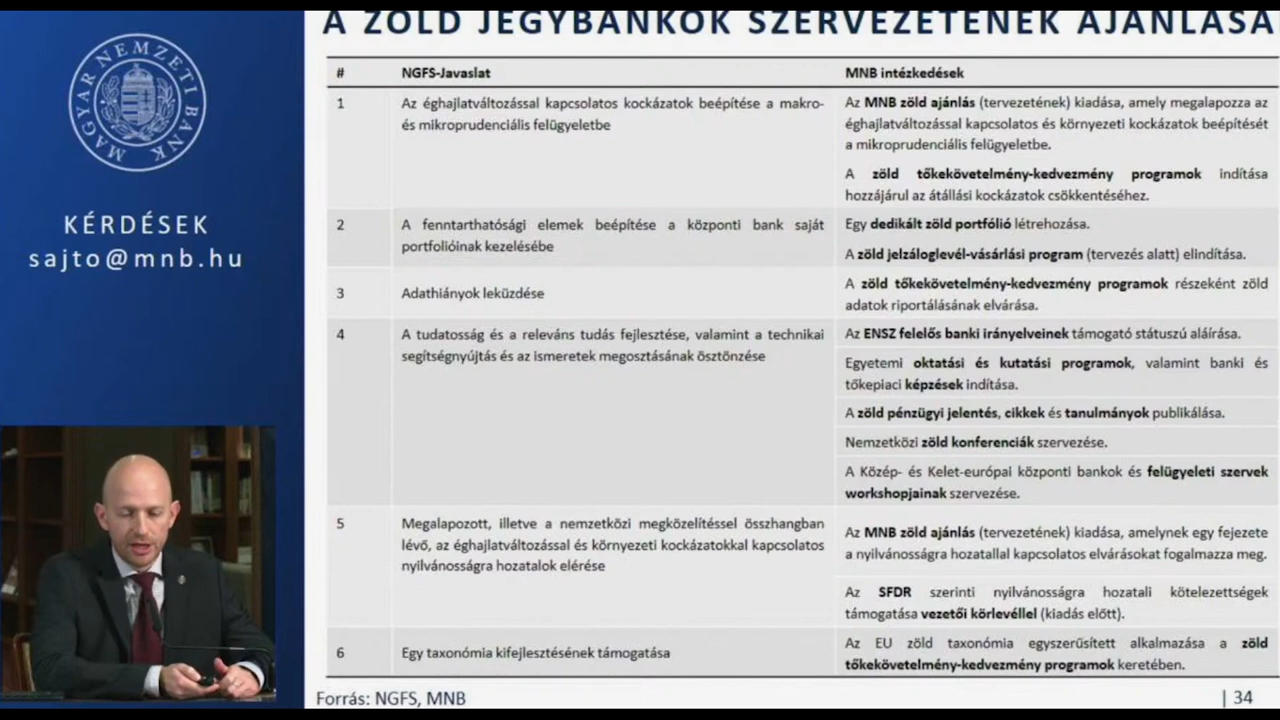 A ZÖLD JEGYBANKOK SZERVEZETÉNEK AJÁNLÁSA
MAGYAR NEMZETI BANK
KÉRDÉSEK
sajto@mnb.hu
# NGFS-Javaslat MNB intézkedések
1
Az éghajlatváltozással kapcsolatos kockázatok beépítése a makro-
és mikroprudenciális felügyeletbe
Az MNB zöld ajánlás (tervezetének) kiadása, amely megalapozza az
éghajlatváltozással kapcsolatos és környezeti kockázatok beépítését
a mikroprudenciális felügyeletbe.
A zöld tőkekövetelmény-kedvezmény programok indítása
hozzájárul az átállási kockázatok csökkentéséhez.
2
A fenntarthatósági elemek beépítése a központi bank saját
portfolióinak kezelésébe
Egy dedikált zöld portfólió létrehozása.
A zöld jelzáloglevél-vásárlási program (tervezés alatt) elindítása.
3
Adathiányok leküzdése
A zöld tőkekövetelmény-kedvezmény programok részeként zöld
adatok riportálásának elvárása.
4
A tudatosság és a releváns tudás fejlesztése, valamint a technikai
segítségnyújtás és az ismeretek megosztásának ösztönzése
Az ENSZ felelős banki irányelveinek támogató státuszú aláírása.
Egyetemi oktatási és kutatási programok, valamint banki és
tőkepiaci képzések indítása.
A zöld pénzügyi jelentés, cikkek és tanulmányok publikálása.
Nemzetközi zöld konferenciák szervezése.
A Közép- és Kelet-európai központi bankok és felügyeleti szervek
workshopjainak szervezése.
5
Megalapozott, illetve a nemzetközi megközelítéssel összhangban
lévő, az éghajlatváltozással és környezeti kockázatokkal kapcsolatos
nyilvánosságra hozatalok elérése
Az MNB zöld ajánlás (tervezetének) kiadása, amelynek egy fejezete
a nyilvánosságra hozatallal kapcsolatos elvárásokat fogalmazza meg.
Az SFDR szerinti nyilvánosságra hozatali kötelezettségek
támogatása vezetői körlevéllel (kiadás előtt).
6
Egy taxonómia kifejlesztésének támogatása
Az EU zöld taxonómia egyszerűsített alkalmazása a zöld
tőkekövetelmény-kedvezmény programok keretében.
Forrás: NGFS, MNB
| 34